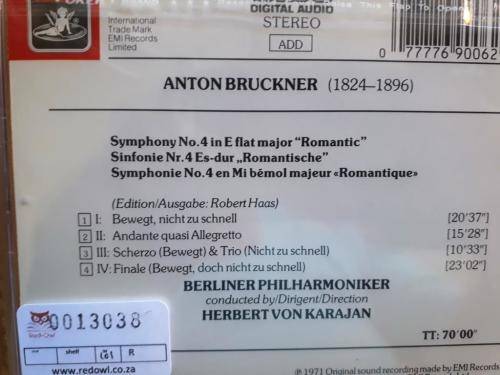 International
Trade Mark
EMI Records
Limited
DIGITAL AUDIO
STEREO
ADD
0 77776 90062
ANTON BRUCKNER (1824–1896)
Symphony No. 4 in E flat major “Romantic”
Sinfonie Nr. 4 Es-dur „Romantische”
Symphonie No. 4 en Mi bémol majeur «Romantique»
(Edition/Ausgabe: Robert Haas)
1 I: Bewegt, nicht zu schnell [20'37"]
2 II: Andante quasi Allegretto [15'28"]
3 III: Scherzo (Bewegt) & Trio (Nicht zu schnell) [10'33"]
4 IV: Finale (Bewegt, doch nicht zu schnell) [23'02"]
BERLINER PHILHARMONIKER
conducted by/Dirigent/Direction
HERBERT VON KARAJAN
TT: 70'00"
0013038
shelf
R
www.redowl.co.za
℗ 1971 Original sound recording made by EMI Records